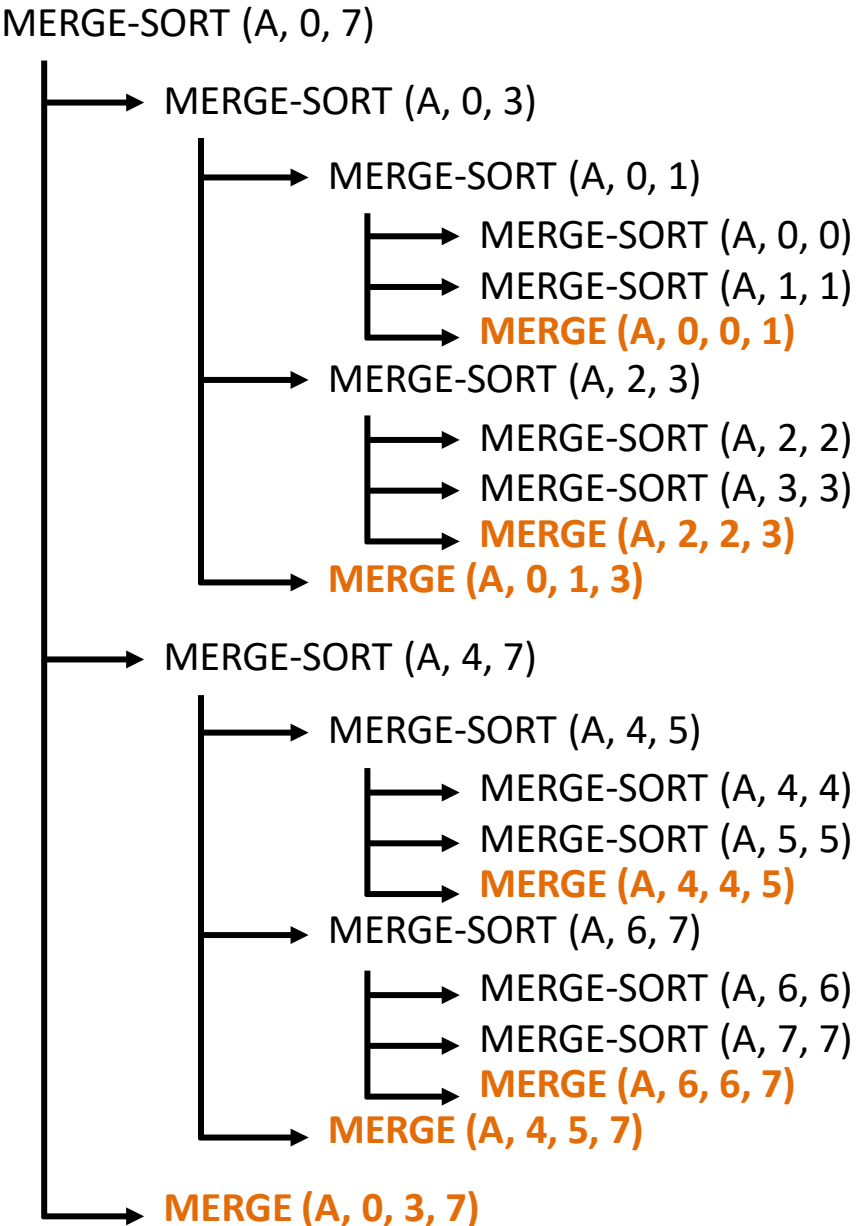 MERGE-SORT (A, 0, 7)
MERGE-SORT (A, 0, 3)
MERGE-SORT (A, 0, 1)
MERGE-SORT (A, 0, 0)
MERGE-SORT (A, 1, 1)
MERGE (A, 0, 0, 1)
MERGE-SORT (A, 2, 3)
MERGE-SORT (A, 2, 2)
MERGE-SORT (A, 3, 3)
MERGE (A, 2, 2, 3)
MERGE (A, 0, 1, 3)
MERGE-SORT (A, 4, 7)
MERGE-SORT (A, 4, 5)
MERGE-SORT (A, 4, 4)
MERGE-SORT (A, 5, 5)
MERGE (A, 4, 4, 5)
MERGE-SORT (A, 6, 7)
MERGE-SORT (A, 6, 6)
MERGE-SORT (A, 7, 7)
MERGE (A, 6, 6, 7)
MERGE (A, 4, 5, 7)
MERGE (A, 0, 3, 7)